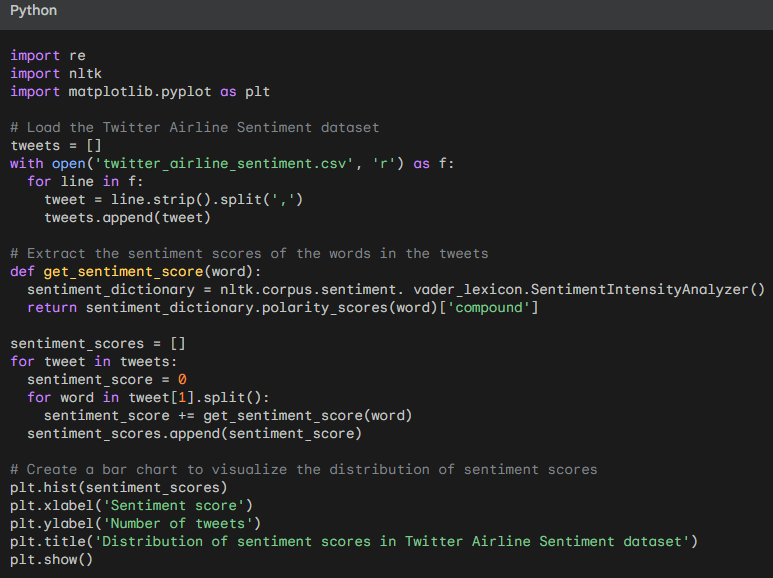 Python
import re
import nltk
import matplotlib.pyplot as plt
# Load the Twitter Airline Sentiment dataset
tweets = []
with open('twitter_airline_sentiment.csv', 'r') as f:
  for line in f:
    tweet = line.strip().split(',')
    tweets.append(tweet)
# Extract the sentiment scores of the words in the tweets
def get_sentiment_score(word):
  sentiment_dictionary = nltk.corpus.sentiment. vader_lexicon.SentimentIntensityAnalyzer()
  return sentiment_dictionary.polarity_scores(word)['compound']
sentiment_scores = []
for tweet in tweets:
  sentiment_score = 0
  for word in tweet[1].split():
    sentiment_score += get_sentiment_score(word)
  sentiment_scores.append(sentiment_score)
# Create a bar chart to visualize the distribution of sentiment scores
plt.hist(sentiment_scores)
plt.xlabel('Sentiment score')
plt.ylabel('Number of tweets')
plt.title('Distribution of sentiment scores in Twitter Airline Sentiment dataset')
plt.show()